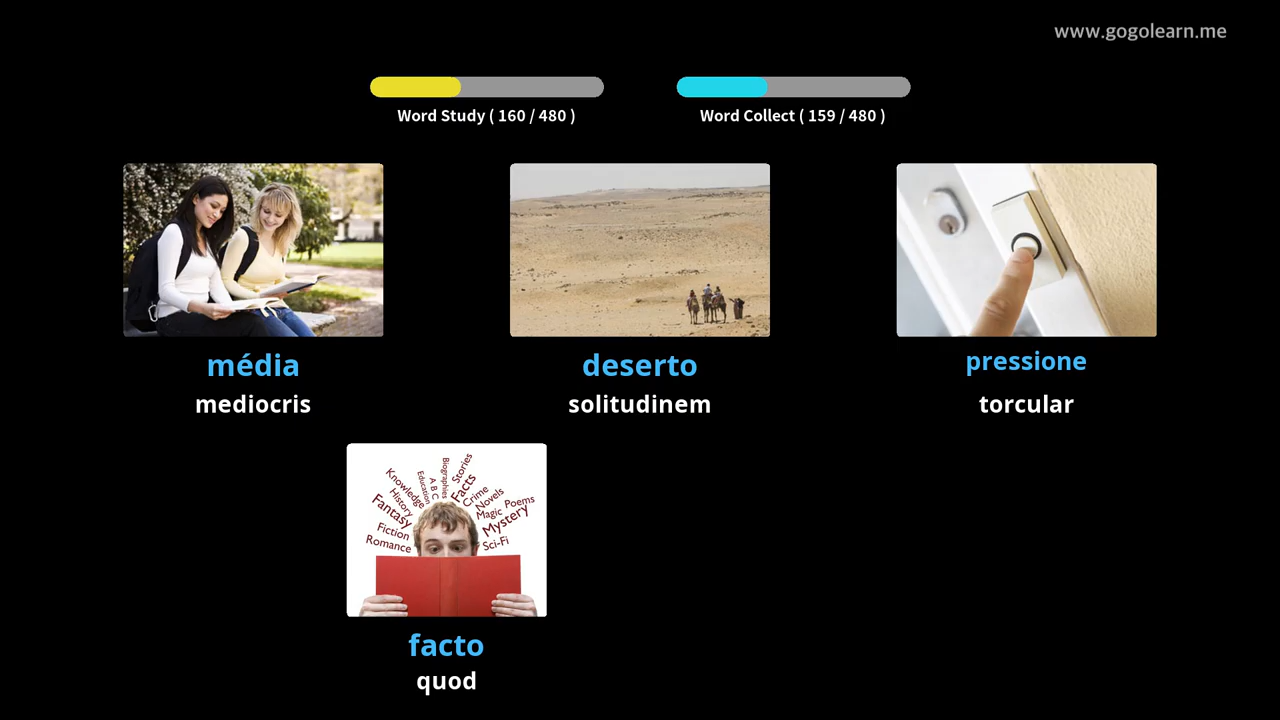 www.gogolearn.me
Word Study ( 160 / 480 )
Word Collect ( 159 / 480 )
média
mediocris
deserto
solitudinem
pressione
torcular
Stories
Biographies
Facts
A B C
Education
Knowledge
Crime
History
Novels
Fantasy
Magic
Poems
Mystery
Fiction
Romance
Sci-Fi
facto
quod